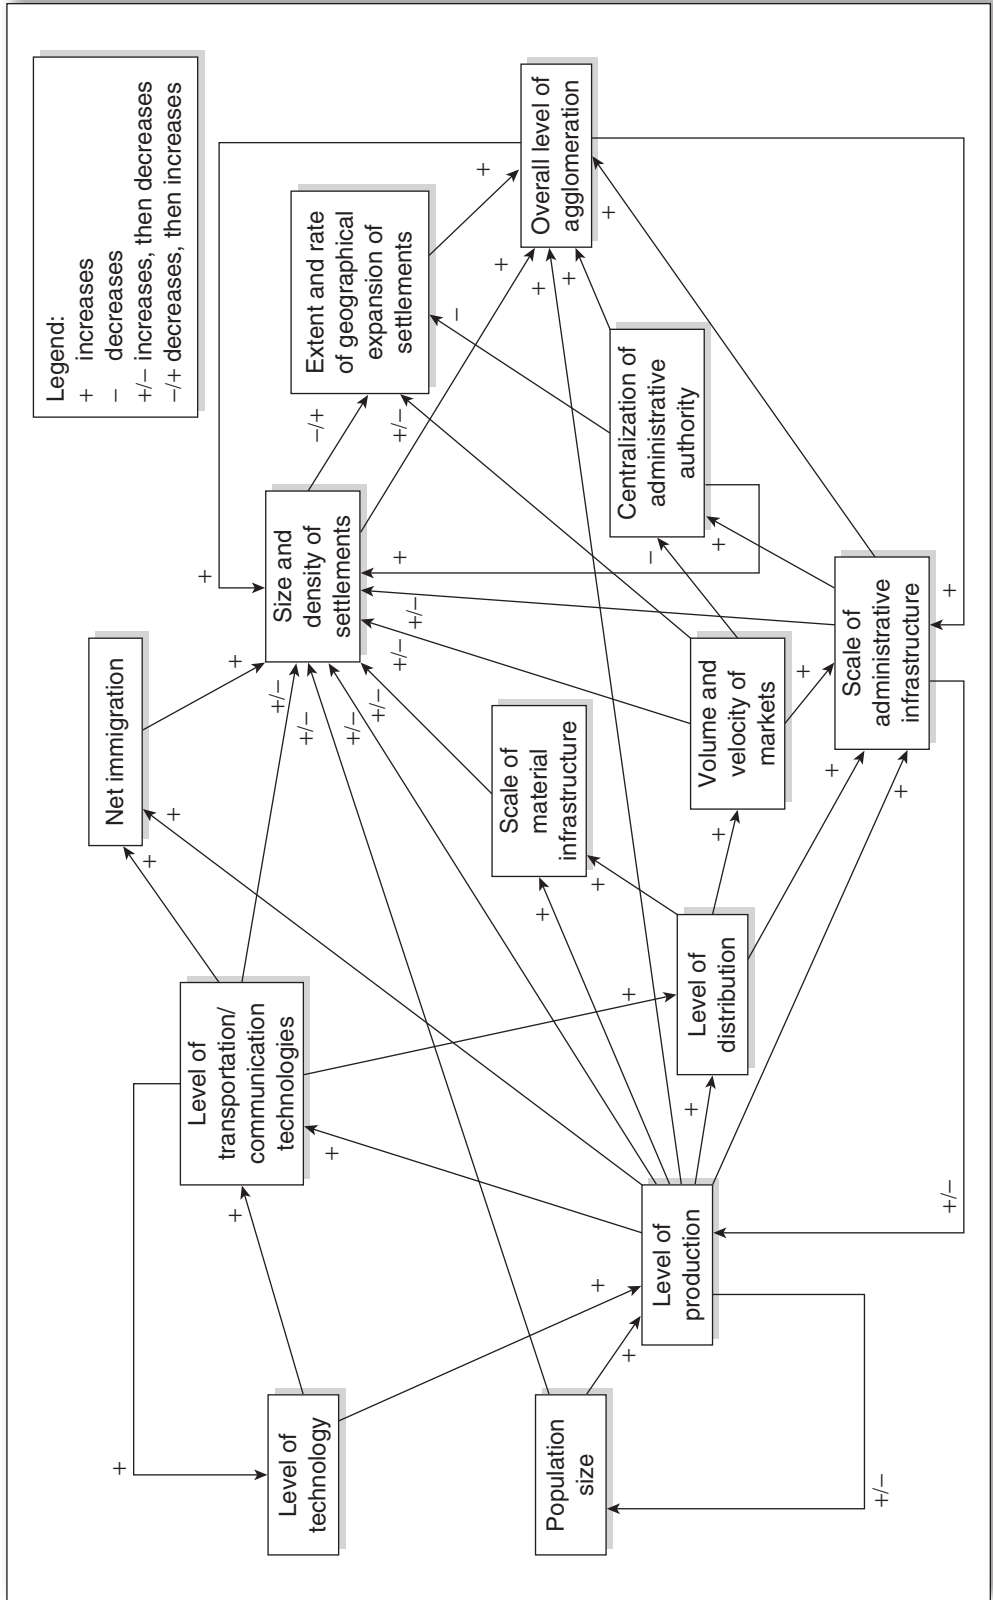 Legend:
+ increases
− decreases
+/− increases, then decreases
−/+ decreases, then increases
Level of
technology
+
Level of
transportation/
communication
technologies
+
Net immigration
+
+
+
Size and
density of
settlements
+
+/−
+/−
+/−
+/−
+/−
+/−
+
Extent and rate
of geographical
expansion of
settlements
−/+
+/−
−
Overall level of
agglomeration
+
+
+
+
+
Population
size
+/−
Level of
production
+
+
+/−
+
Level of
distribution
+
+
Scale of
material
infrastructure
+
+
Volume and
velocity of
markets
+
Centralization of
administrative
authority
−
+
Scale of
administrative
infrastructure
+
+
+
+